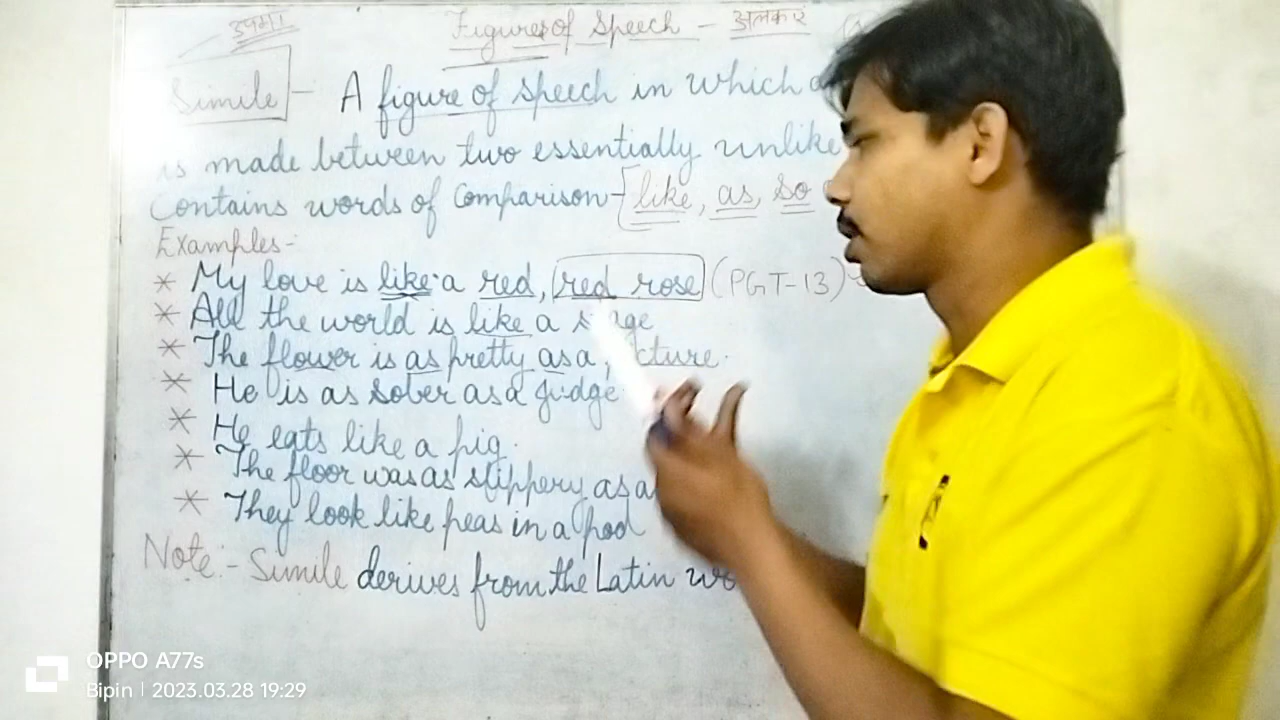 उपमा
Figures of Speech - अलंकार
Simile - A figure of speech in which
is made between two essentially unlike
Contains words of Comparison - [like, as, so
Examples:-
* My love is like a red, red rose (PGT-13)
* All the world is like a stage
* The flower is as pretty as a picture.
* He is as sober as a judge
* He eats like a pig.
* The floor was as slippery as a
* They look like peas in a pod
Note:- Simile derives from the Latin
OPPO A77s
Bipin | 2023.03.28 19:29